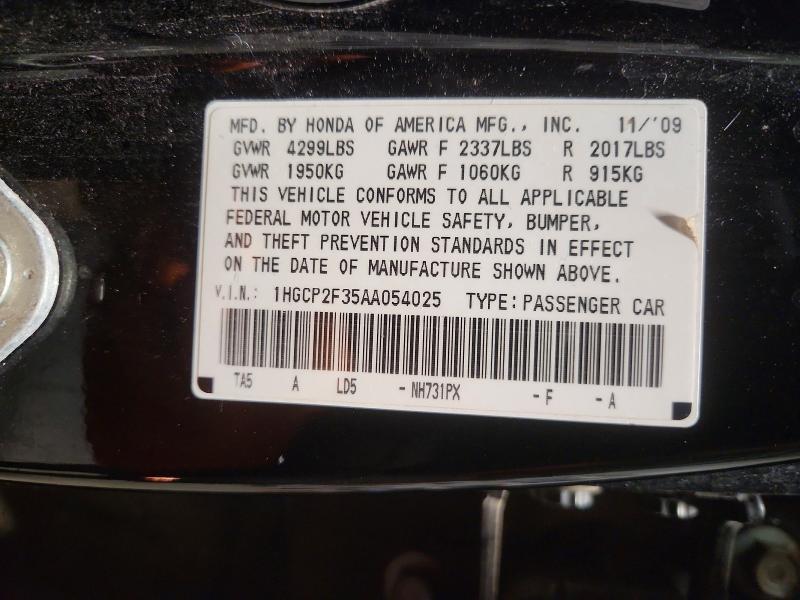 MFD. BY HONDA OF AMERICA MFG., INC. 11/'09
GVWR 4299LBS GAWR F 2337LBS R 2017LBS
GVWR 1950KG GAWR F 1060KG R 915KG
THIS VEHICLE CONFORMS TO ALL APPLICABLE
FEDERAL MOTOR VEHICLE SAFETY, BUMPER,
AND THEFT PREVENTION STANDARDS IN EFFECT
ON THE DATE OF MANUFACTURE SHOWN ABOVE.
V.I.N.: 1HGCP2F35AA054025 TYPE: PASSENGER CAR
TA5 A LD5 -NH731PX -F -A